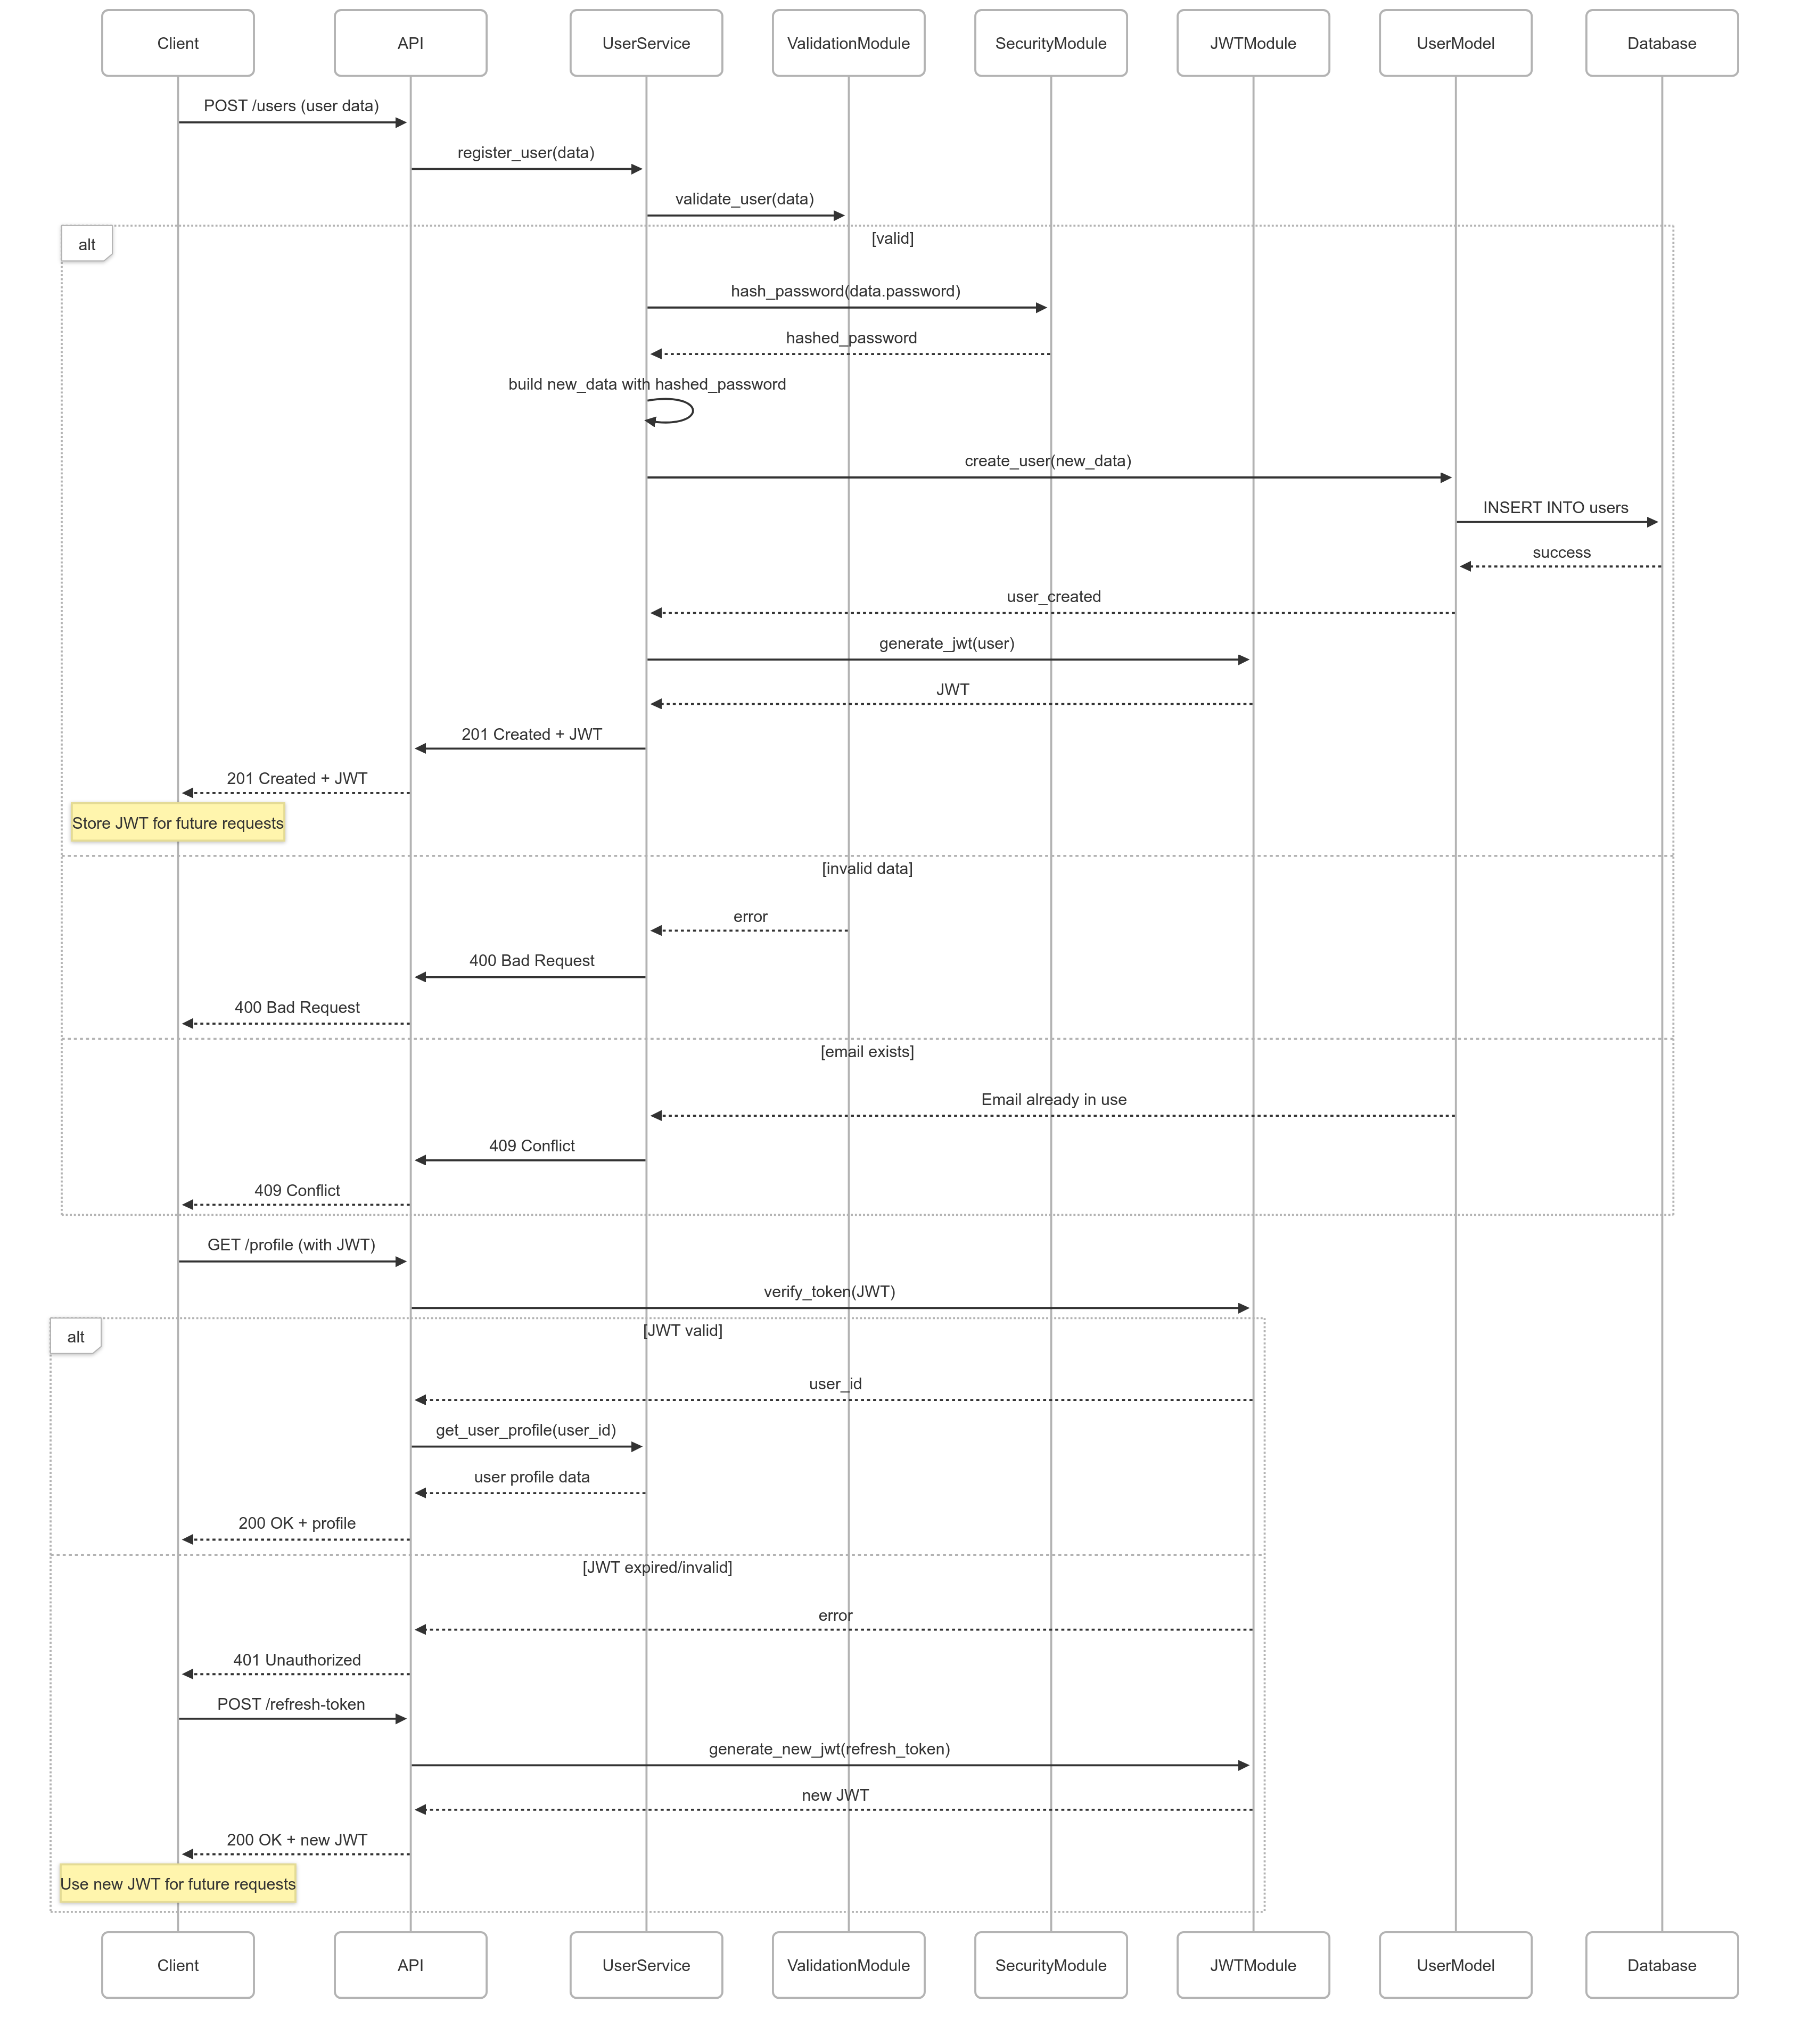 Client
API
UserService
ValidationModule
SecurityModule
JWTModule
UserModel
Database
POST /users (user data)
register_user(data)
validate_user(data)
alt
[valid]
hash_password(data.password)
hashed_password
build new_data with hashed_password
create_user(new_data)
INSERT INTO users
success
user_created
generate_jwt(user)
JWT
201 Created + JWT
201 Created + JWT
Store JWT for future requests
[invalid data]
error
400 Bad Request
400 Bad Request
[email exists]
Email already in use
409 Conflict
409 Conflict
GET /profile (with JWT)
verify_token(JWT)
alt
[JWT valid]
user_id
get_user_profile(user_id)
user profile data
200 OK + profile
[JWT expired/invalid]
error
401 Unauthorized
POST /refresh-token
generate_new_jwt(refresh_token)
new JWT
200 OK + new JWT
Use new JWT for future requests
Client
API
UserService
ValidationModule
SecurityModule
JWTModule
UserModel
Database